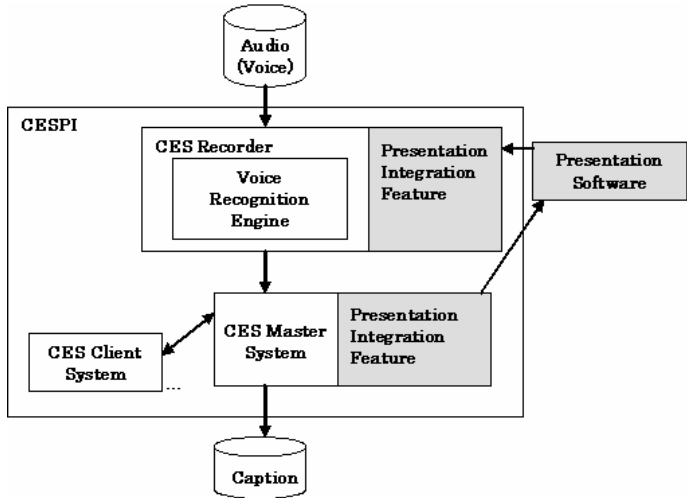 Audio
(Voice)
CESPI
CES Recorder
Voice
Recognition
Engine
Presentation
Integration
Feature
Presentation
Software
CES Master
System
Presentation
Integration
Feature
CES Client
System
...
Caption